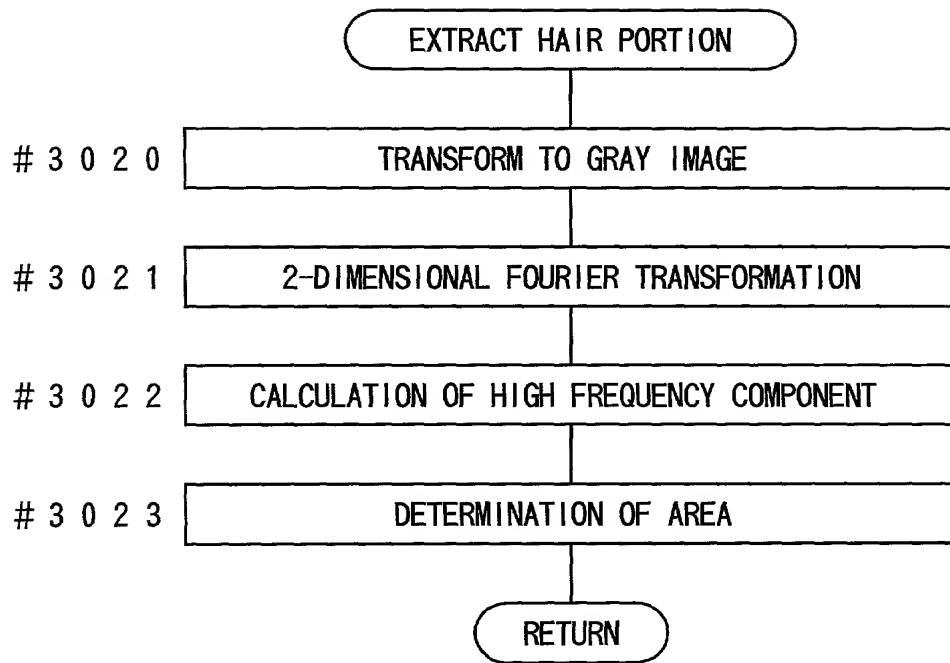 EXTRACT HAIR PORTION
#3020 TRANSFORM TO GRAY IMAGE
#3021 2-DIMENSIONAL FOURIER TRANSFORMATION
#3022 CALCULATION OF HIGH FREQUENCY COMPONENT
#3023 DETERMINATION OF AREA
RETURN